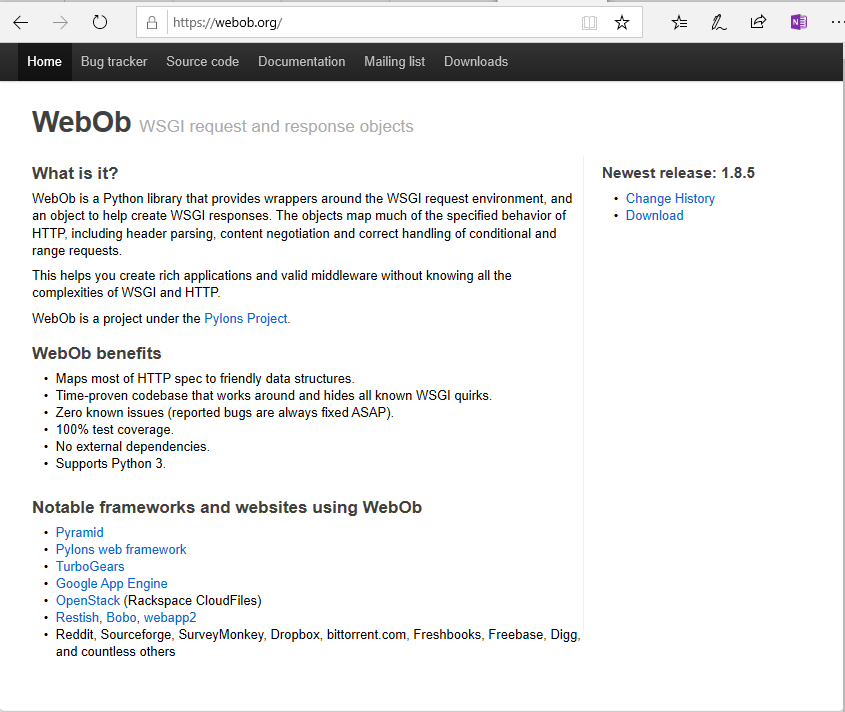 https://webob.org/
Home Bug tracker Source code Documentation Mailing list Downloads
WebOb WSGI request and response objects
What is it?
WebOb is a Python library that provides wrappers around the WSGI request environment, and
an object to help create WSGI responses. The objects map much of the specified behavior of
HTTP, including header parsing, content negotiation and correct handling of conditional and
range requests.
This helps you create rich applications and valid middleware without knowing all the
complexities of WSGI and HTTP.
WebOb is a project under the Pylons Project.
WebOb benefits
• Maps most of HTTP spec to friendly data structures.
• Time-proven codebase that works around and hides all known WSGI quirks.
• Zero known issues (reported bugs are always fixed ASAP).
• 100% test coverage.
• No external dependencies.
• Supports Python 3.
Notable frameworks and websites using WebOb
• Pyramid
• Pylons web framework
• TurboGears
• Google App Engine
• OpenStack (Rackspace CloudFiles)
• Restish, Bobo, webapp2
• Reddit, Sourceforge, SurveyMonkey, Dropbox, bittorrent.com, Freshbooks, Freebase, Digg,
and countless others
Newest release: 1.8.5
• Change History
• Download